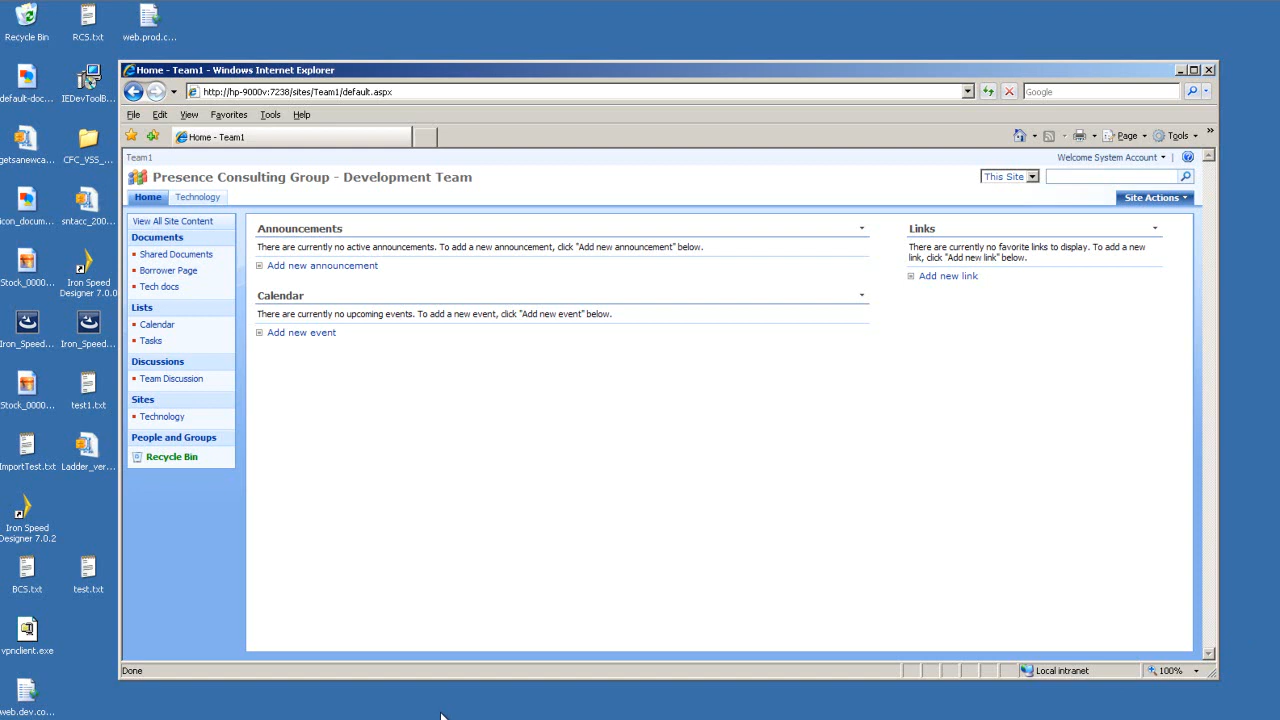 Recycle Bin
RCS.txt
web.prod.c...
default-doc...
IEDevToolB...
getsanewca...
CFC_VSS_...
icon_docum...
sntacc_200...
iStock_0000...
Iron Speed
Designer 7.0.0
Iron_Speed...
Iron_Speed...
iStock_0000...
test1.txt
ImportTest.txt
Ladder_ver...
Iron Speed
Designer 7.0.2
BCS.txt
test.txt
vpnclient.exe
web.dev.co...
Home - Team1 - Windows Internet Explorer
http://hp-9000v:7238/sites/Team1/default.aspx
Google
File Edit View Favorites Tools Help
Home - Team1
Page Tools
Team1
Welcome System Account
Presence Consulting Group - Development Team
This Site
Home Technology
Site Actions
View All Site Content
Documents
Shared Documents
Borrower Page
Tech docs
Lists
Calendar
Tasks
Discussions
Team Discussion
Sites
Technology
People and Groups
Recycle Bin
Announcements
There are currently no active announcements. To add a new announcement, click "Add new announcement" below.
Add new announcement
Calendar
There are currently no upcoming events. To add a new event, click "Add new event" below.
Add new event
Links
There are currently no favorite links to display. To add a new
link, click "Add new link" below.
Add new link
Done
Local intranet
100%